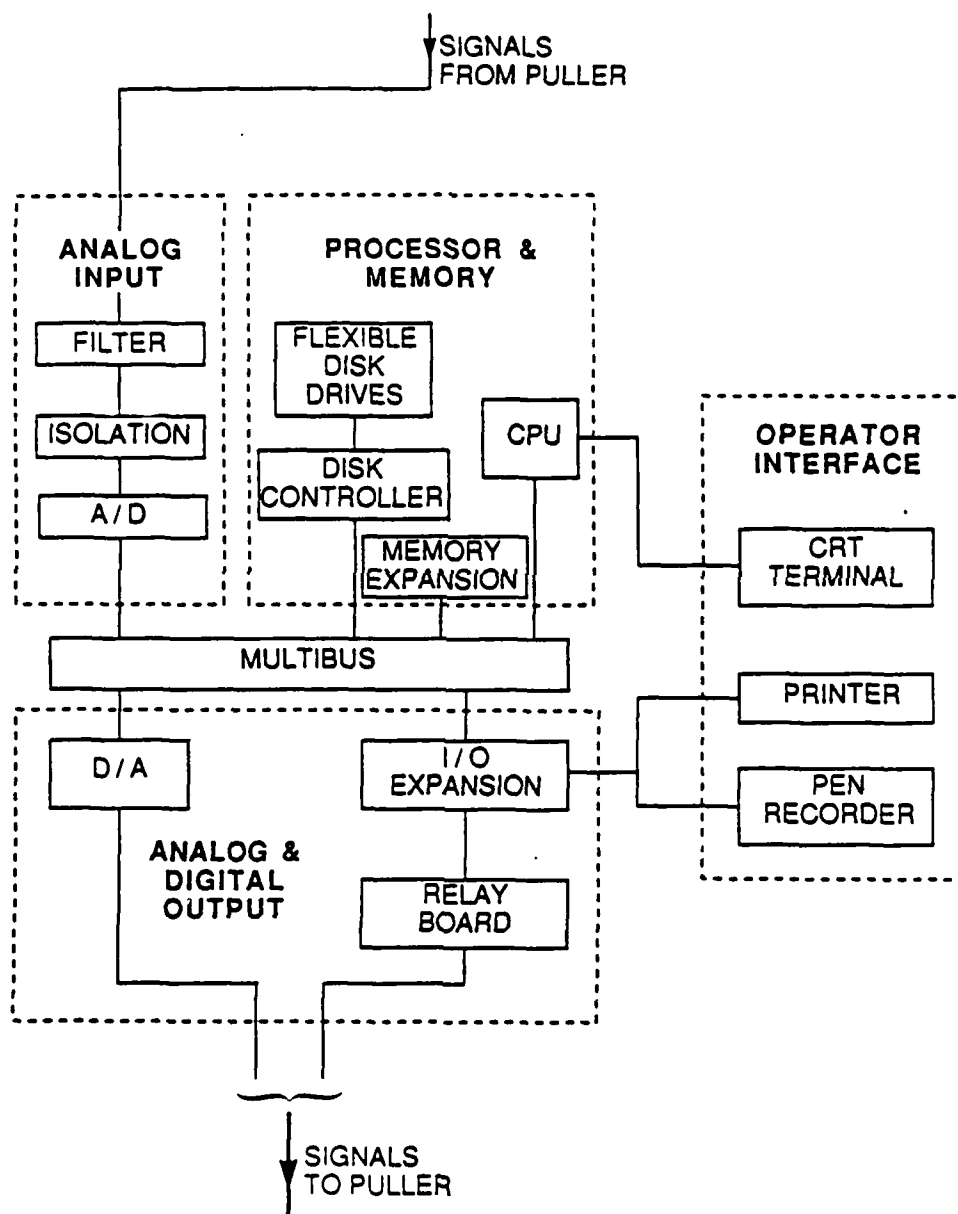 SIGNALS
FROM PULLER
ANALOG
INPUT
FILTER
ISOLATION
A/D
PROCESSOR &
MEMORY
FLEXIBLE
DISK
DRIVES
DISK
CONTROLLER
MEMORY
EXPANSION
CPU
OPERATOR
INTERFACE
CRT
TERMINAL
PRINTER
PEN
RECORDER
MULTIBUS
D/A
I/O
EXPANSION
ANALOG &
DIGITAL
OUTPUT
RELAY
BOARD
SIGNALS
TO PULLER